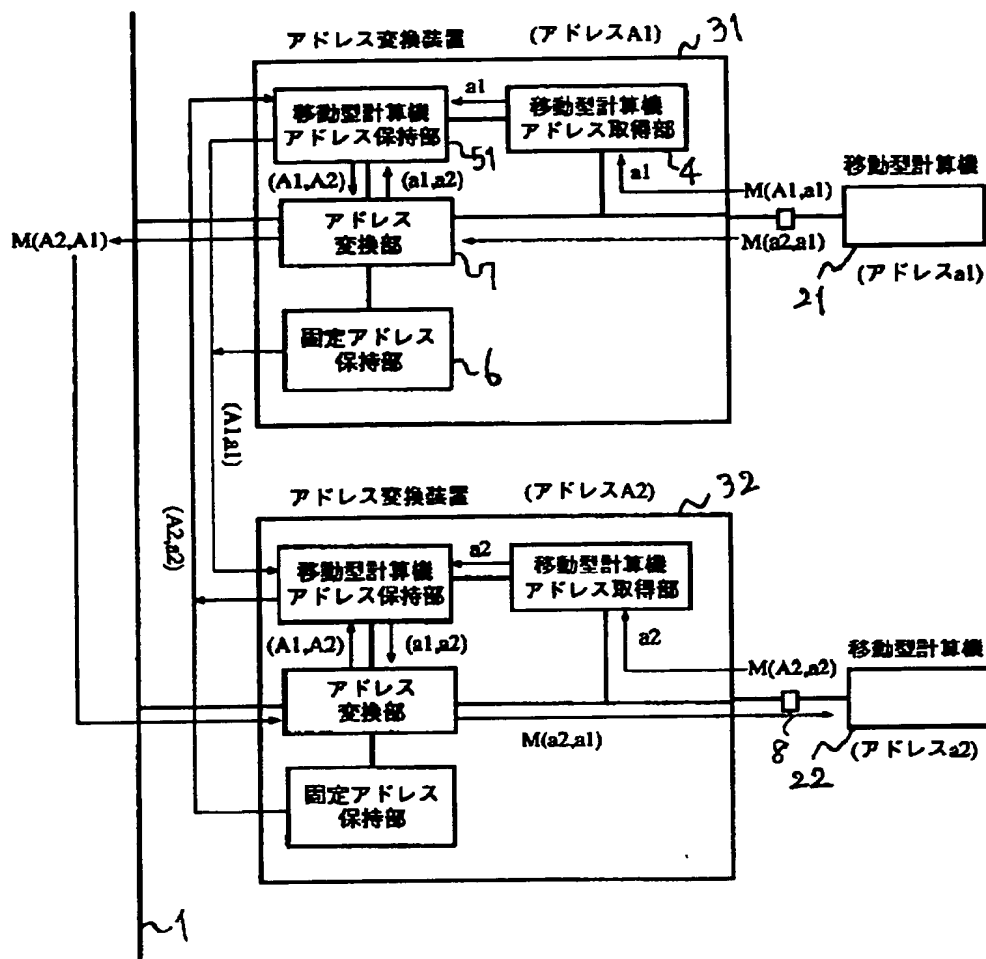 アドレス変換装置 (アドレスA1) 31
移動型計算機
アドレス保持部
51
a1
移動型計算機
アドレス取得部
4
(A1,A2) (a1,a2)
a1
M(A1,a1)
移動型計算機
アドレス
変換部
7
M(A2,A1)
M(a2,a1)
21
(アドレスa1)
固定アドレス
保持部
6
(A1,a1)
(A2,a2)
アドレス変換装置 (アドレスA2) 32
移動型計算機
アドレス保持部
a2
移動型計算機
アドレス取得部
(A1,A2) (a1,a2)
a2
M(A2,a2)
移動型計算機
アドレス
変換部
M(a2,a1)
8
22
(アドレスa2)
固定アドレス
保持部
1